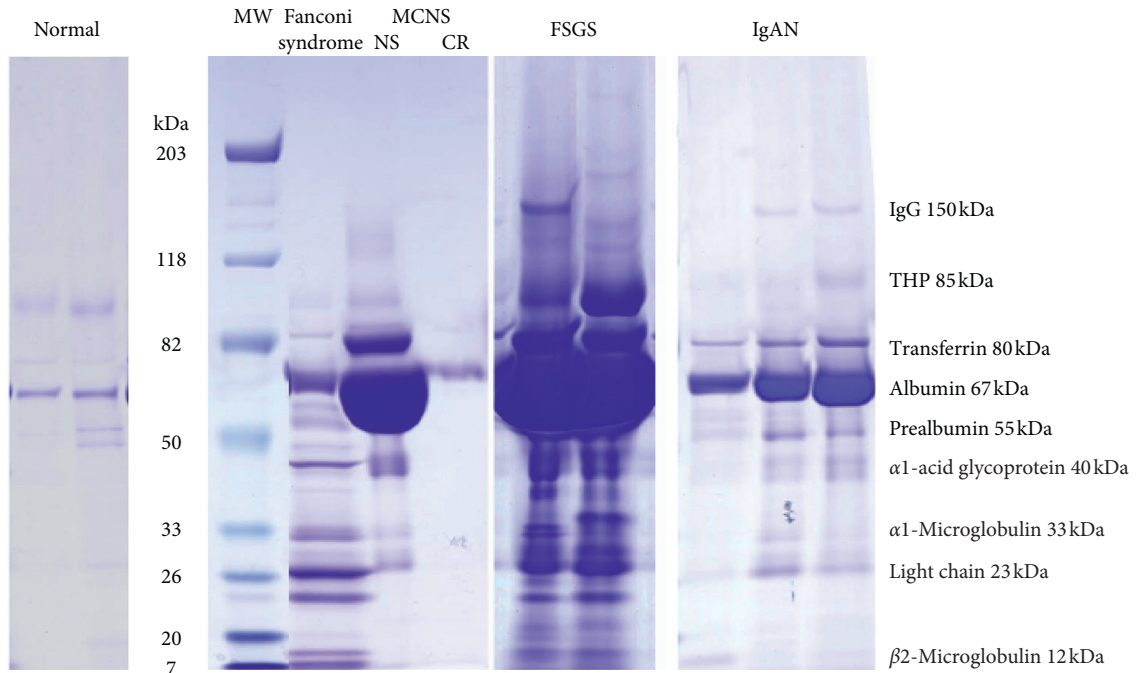 Normal
MW
Fanconi
syndrome
MCNS
NS
CR
FSGS
IgAN
kDa
203
118
82
50
33
26
20
7
IgG 150 kDa
THP 85 kDa
Transferrin 80 kDa
Albumin 67 kDa
Prealbumin 55 kDa
α1-acid glycoprotein 40 kDa
α1-Microglobulin 33 kDa
Light chain 23 kDa
β2-Microglobulin 12 kDa